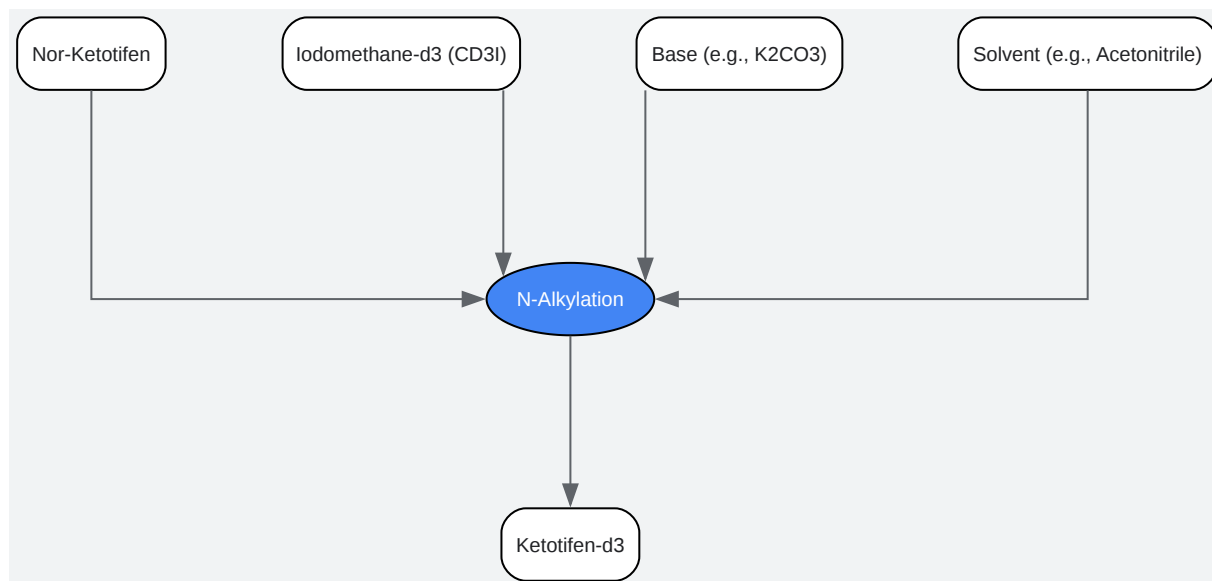 Nor-Ketotifen
Iodomethane-d3 (CD3I)
Base (e.g., K2CO3)
Solvent (e.g., Acetonitrile)
N-Alkylation
Ketotifen-d3